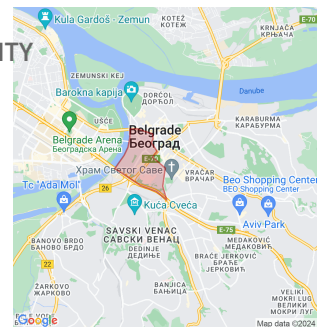 ITY
Kula Gardoš - Zemun
КОТЕЖ
КОТЕŽ
E-70
KRNJAČA
КРЊАЧА
ZEMUNSKI KEJ
Barokna kapija
DORĆOL
ДОРЋОЛ
Danube
UŠĆE
УШЋЕ
KARABURMA
КАРАБУРМА
Belgrade Arena
Београдска Арена
Belgrade
Београд
E-75
Храм Светог Саве
VRAČAR
ВРАЧАР
Beo Shopping Center
BEO Shopping Center
Tc "Ada Mol"
26
Kuća Cveća
E-75
Aviv Park
BANOVO BRDO
БАНОВО БРДО
SAVSKI VENAC
САВСКИ ВЕНАЦ
DEDINJE
ДЕДИЊЕ
MEDAKOVIĆ
МЕДАКОВИЋ
BRAĆE JERKOVIĆ
БРАЋЕ
ЈЕРКОВИЋ
22
ŽARKOVO
ЖАРКОВО
BANJICA
БАЊИЦА
VELIKI
MOKRI LUG
ВЕЛИКИ
МОКРИ ЛУГ
Google
Map data ©2024